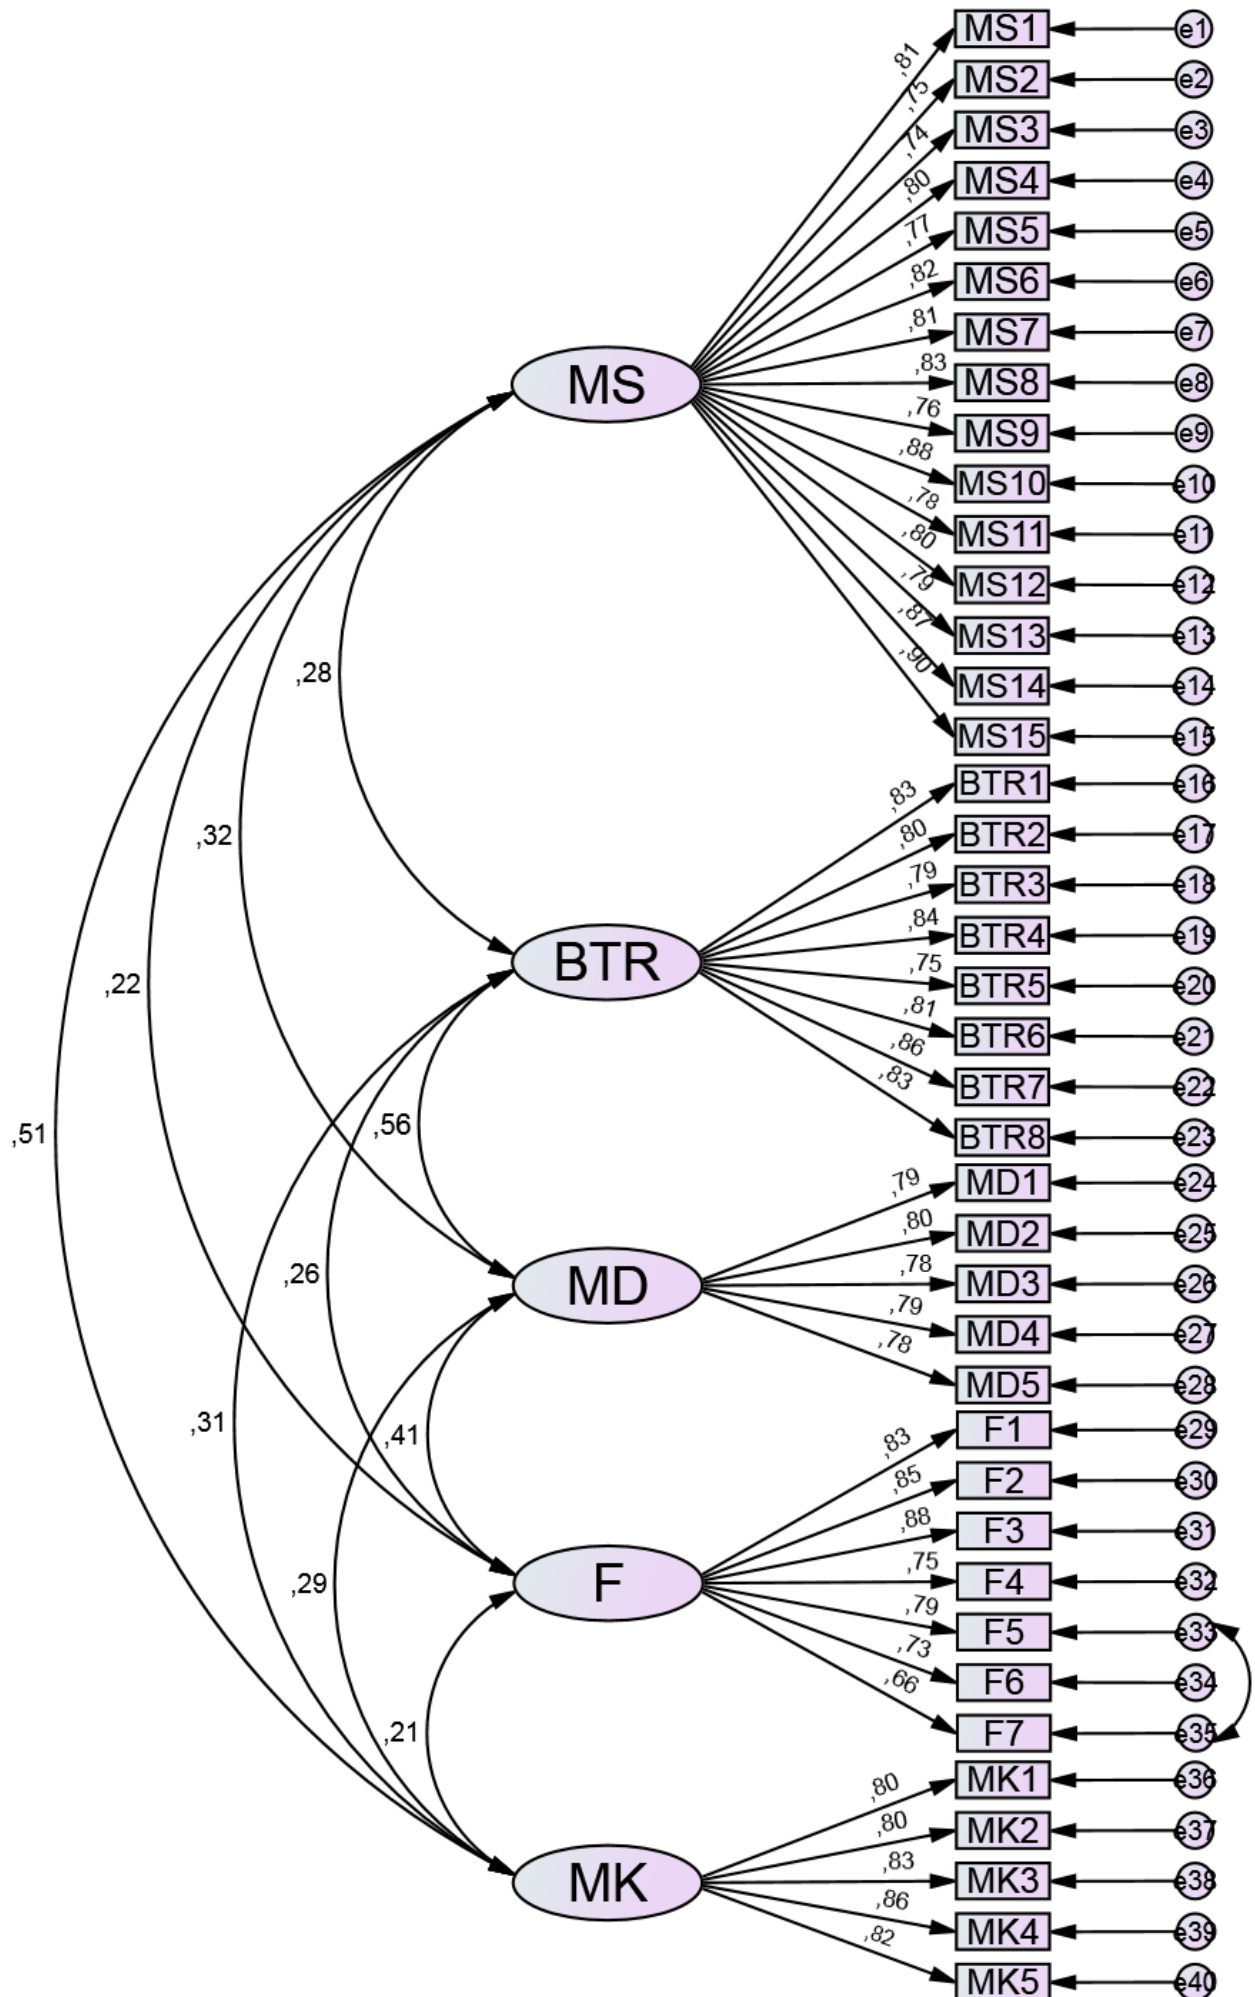 ,81 MS1 e1
,75 MS2 e2
,74 MS3 e3
,80 MS4 e4
,77 MS5 e5
,82 MS6 e6
,81 MS7 e7
MS ,83 MS8 e8
,76 MS9 e9
,88 MS10 e10
,78 MS11 e11
,80 MS12 e12
,79 MS13 e13
,87 MS14 e14
,90 MS15 e15
,28
,83 BTR1 e16
,32 ,80 BTR2 e17
,79 BTR3 e18
,84 BTR4 e19
BTR
,22 ,75 BTR5 e20
,81 BTR6 e21
,86 BTR7 e22
,51 ,56 ,83 BTR8 e23
,79 MD1 e24
,80 MD2 e25
,26 MD ,78 MD3 e26
,79 MD4 e27
,78 MD5 e28
,31 ,41 ,83 F1 e29
,85 F2 e30
,88 F3 e31
,29 F ,75 F4 e32
,79 F5 e33
,73 F6 e34
,21 ,66 F7 e35
,80 MK1 e36
,80 MK2 e37
MK ,83 MK3 e38
,86 MK4 e39
,82 MK5 e40